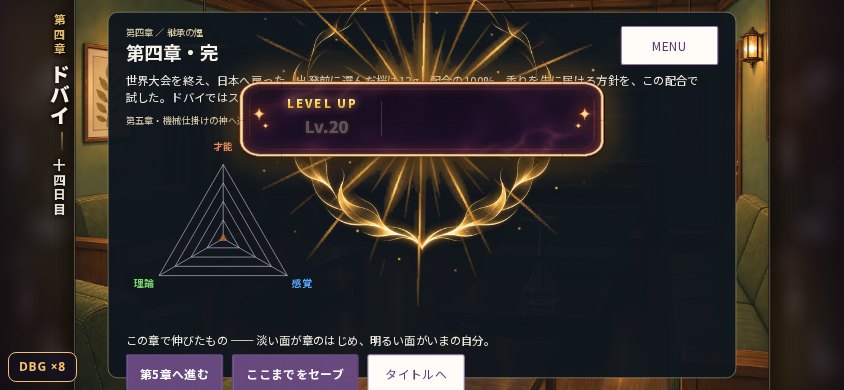 第四章 ドバイ ── 十四日目
第四章 ／ 継承の煙
第四章・完
MENU
世界大会を終え、日本へ戻った。出発前に選んだ桜は12g、配合の100%。香りを先に届ける方針を、この配合で
試した。ドバイではス
第五章・機械仕掛けの神へ
LEVEL UP
Lv.20
才能
理論
感覚
この章で伸びたもの ── 淡い面が章のはじめ、明るい面がいまの自分。
第5章へ進む
ここまでをセーブ
タイトルへ
DBG ×8